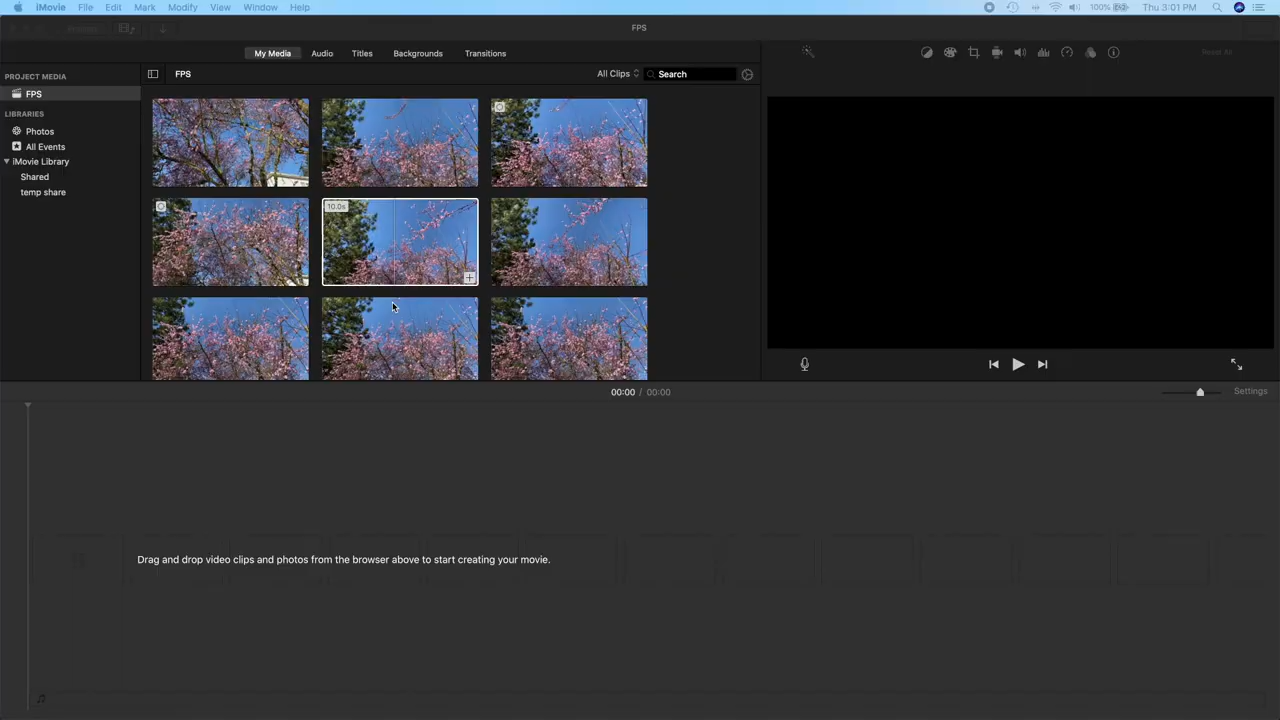 iMovie File Edit Mark Modify View Window Help 100% Thu 3:01 PM
FPS
My Media Audio Titles Backgrounds Transitions
Reset All
PROJECT MEDIA
FPS
LIBRARIES
Photos
All Events
iMovie Library
Shared
temp share
FPS All Clips Search
10.0s
00:00 / 00:00 Settings
Drag and drop video clips and photos from the browser above to start creating your movie.